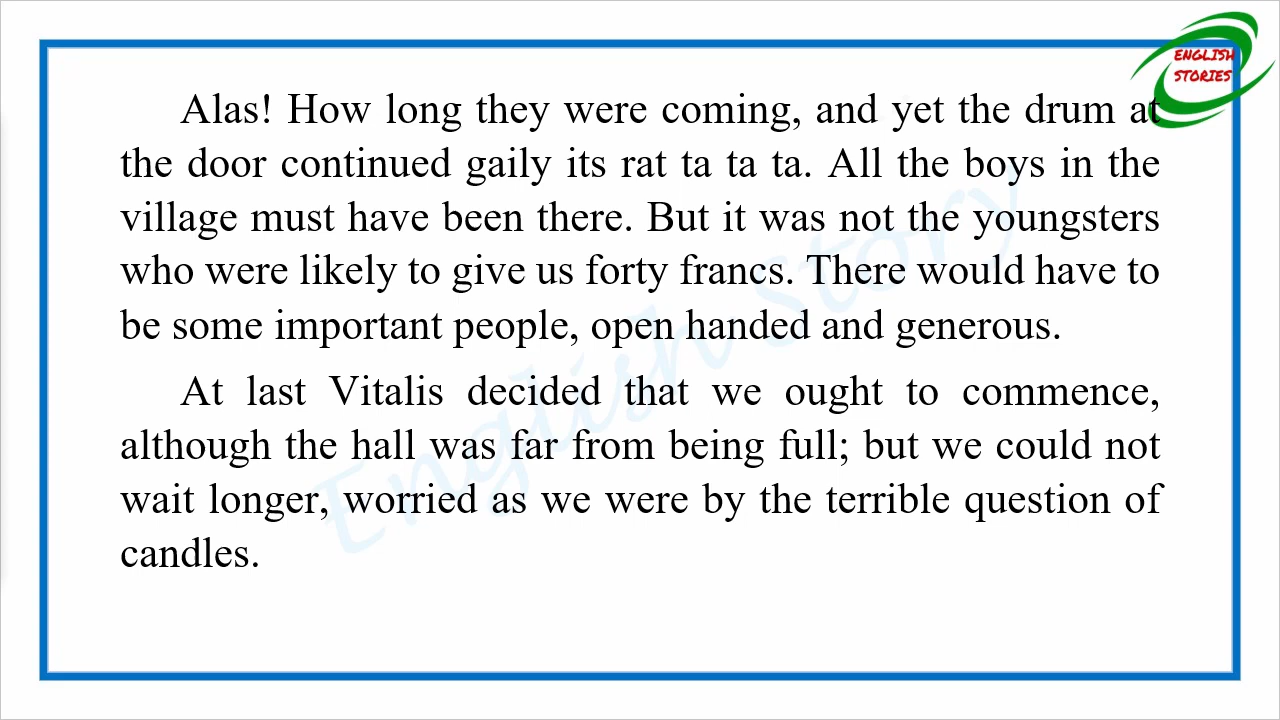 ENGLISH
STORIES
Alas! How long they were coming, and yet the drum at
the door continued gaily its rat ta ta ta. All the boys in the
village must have been there. But it was not the youngsters
who were likely to give us forty francs. There would have to
be some important people, open handed and generous.
At last Vitalis decided that we ought to commence,
although the hall was far from being full; but we could not
wait longer, worried as we were by the terrible question of
candles.
English Story